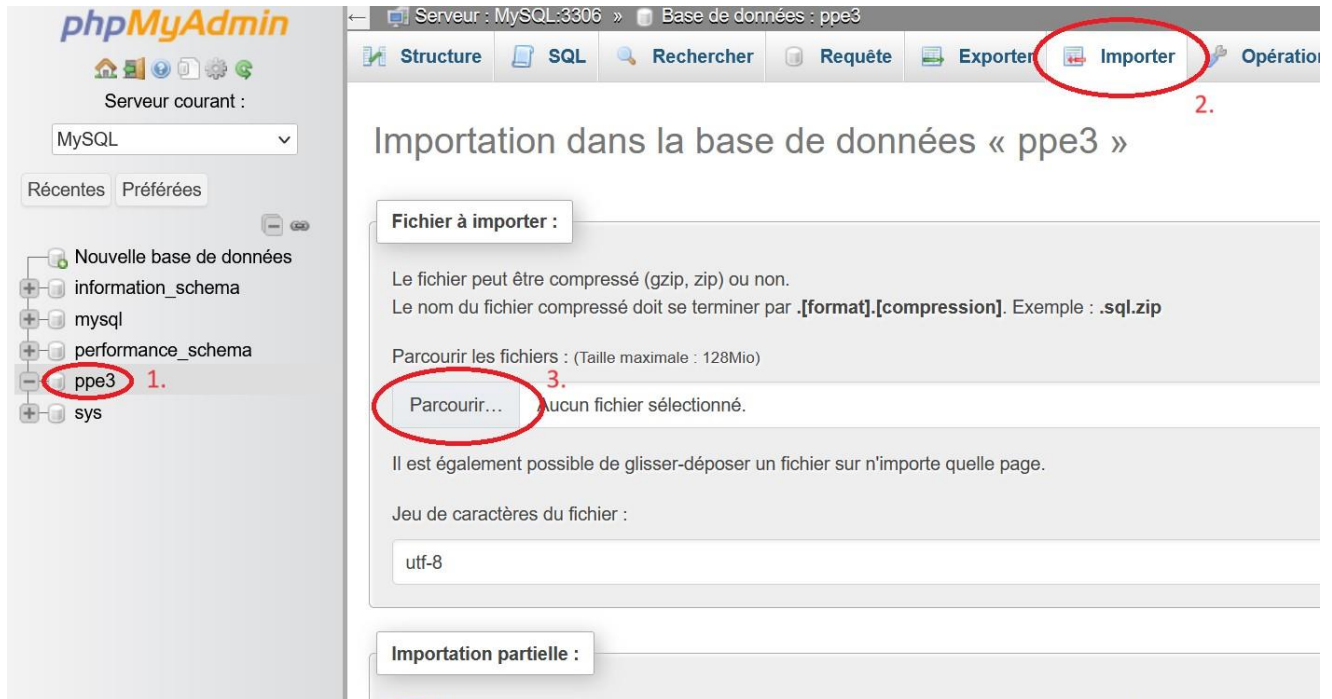 phpMyAdmin
Serveur courant :
MySQL
Récentes Préférées
Nouvelle base de données
information_schema
mysql
performance_schema
ppe3 1.
sys
Serveur : MySQL:3306 » Base de données : ppe3
Structure SQL Rechercher Requête Exporter Importer Opération
2.
Importation dans la base de données « ppe3 »
Fichier à importer :
Le fichier peut être compressé (gzip, zip) ou non.
Le nom du fichier compressé doit se terminer par .[format].[compression]. Exemple : .sql.zip
Parcourir les fichiers : (Taille maximale : 128Mio)
3.
Parcourir... Aucun fichier sélectionné.
Il est également possible de glisser-déposer un fichier sur n'importe quelle page.
Jeu de caractères du fichier :
utf-8
Importation partielle :